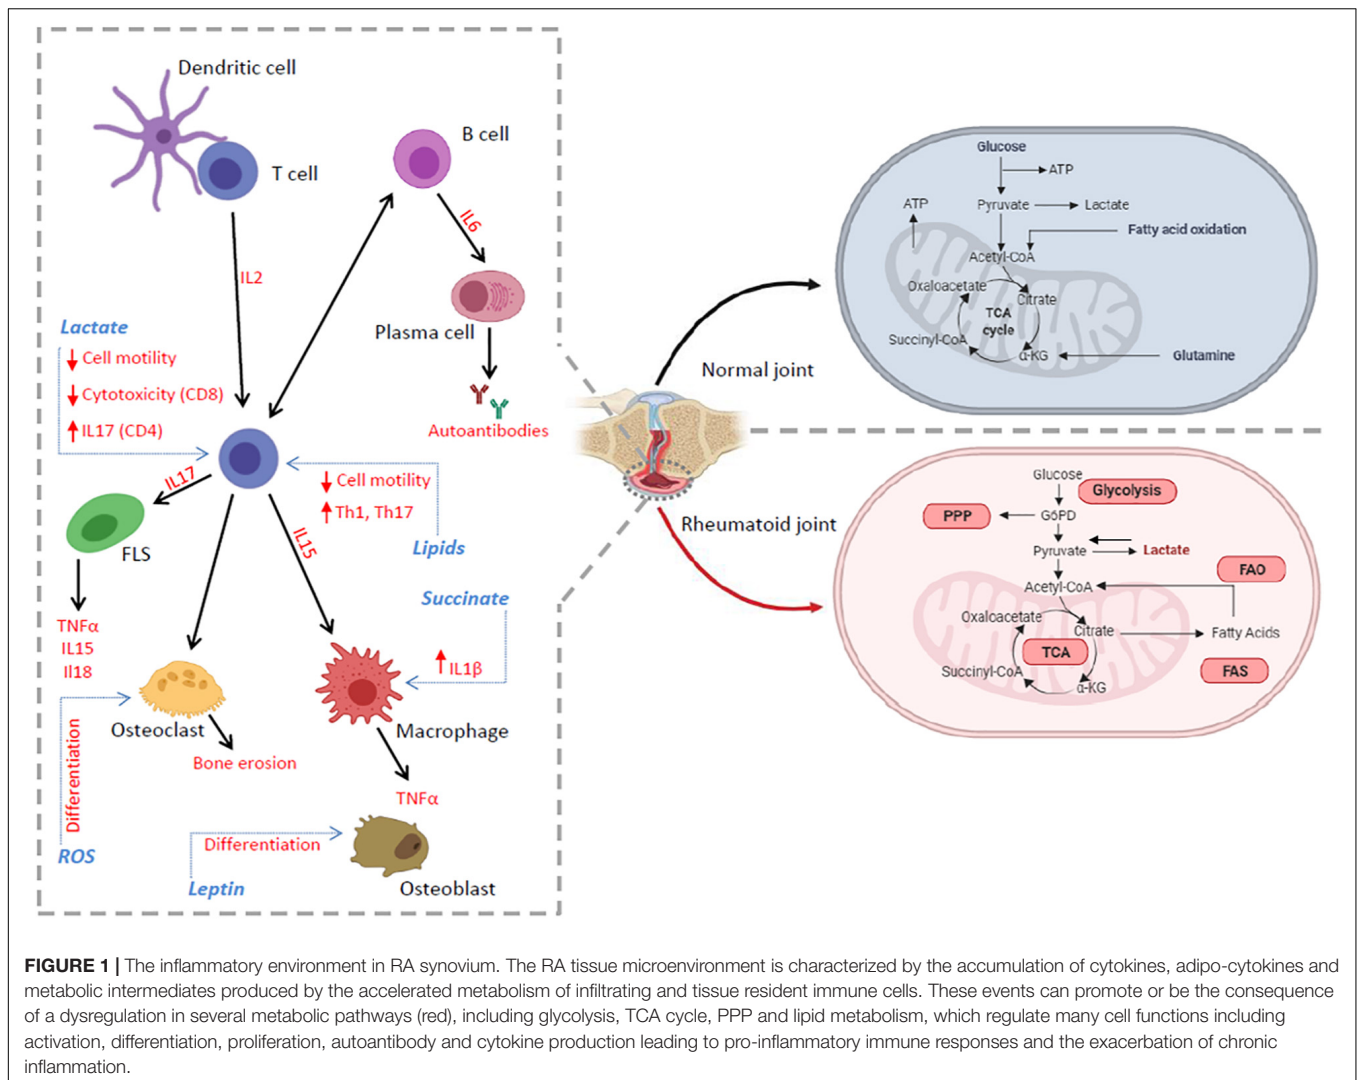 Dendritic cell
T cell
B cell
IL6
IL2
Plasma cell
Autoantibodies
Lactate
Cell motility
Cytotoxicity (CD8)
IL17 (CD4)
IL17
FLS
TNFα
IL15
Il18
Cell motility
Th1, Th17
Lipids
IL15
Succinate
IL1β
Osteoclast
Macrophage
Bone erosion
Differentiation
ROS
TNFα
Differentiation
Leptin
Osteoblast
Normal joint
Rheumatoid joint
Glucose
ATP
ATP
Pyruvate
Lactate
Fatty acid oxidation
Acetyl-CoA
Oxaloacetate
Citrate
TCA
cycle
Succinyl-CoA
α-KG
Glutamine
Glucose
Glycolysis
PPP
G6PD
Pyruvate
Lactate
FAO
Acetyl-CoA
Oxaloacetate
Citrate
Fatty Acids
TCA
Succinyl-CoA
FAS
α-KG
FIGURE 1 | The inflammatory environment in RA synovium. The RA tissue microenvironment is characterized by the accumulation of cytokines, adipo-cytokines and
metabolic intermediates produced by the accelerated metabolism of infiltrating and tissue resident immune cells. These events can promote or be the consequence
of a dysregulation in several metabolic pathways (red), including glycolysis, TCA cycle, PPP and lipid metabolism, which regulate many cell functions including
activation, differentiation, proliferation, autoantibody and cytokine production leading to pro-inflammatory immune responses and the exacerbation of chronic
inflammation.